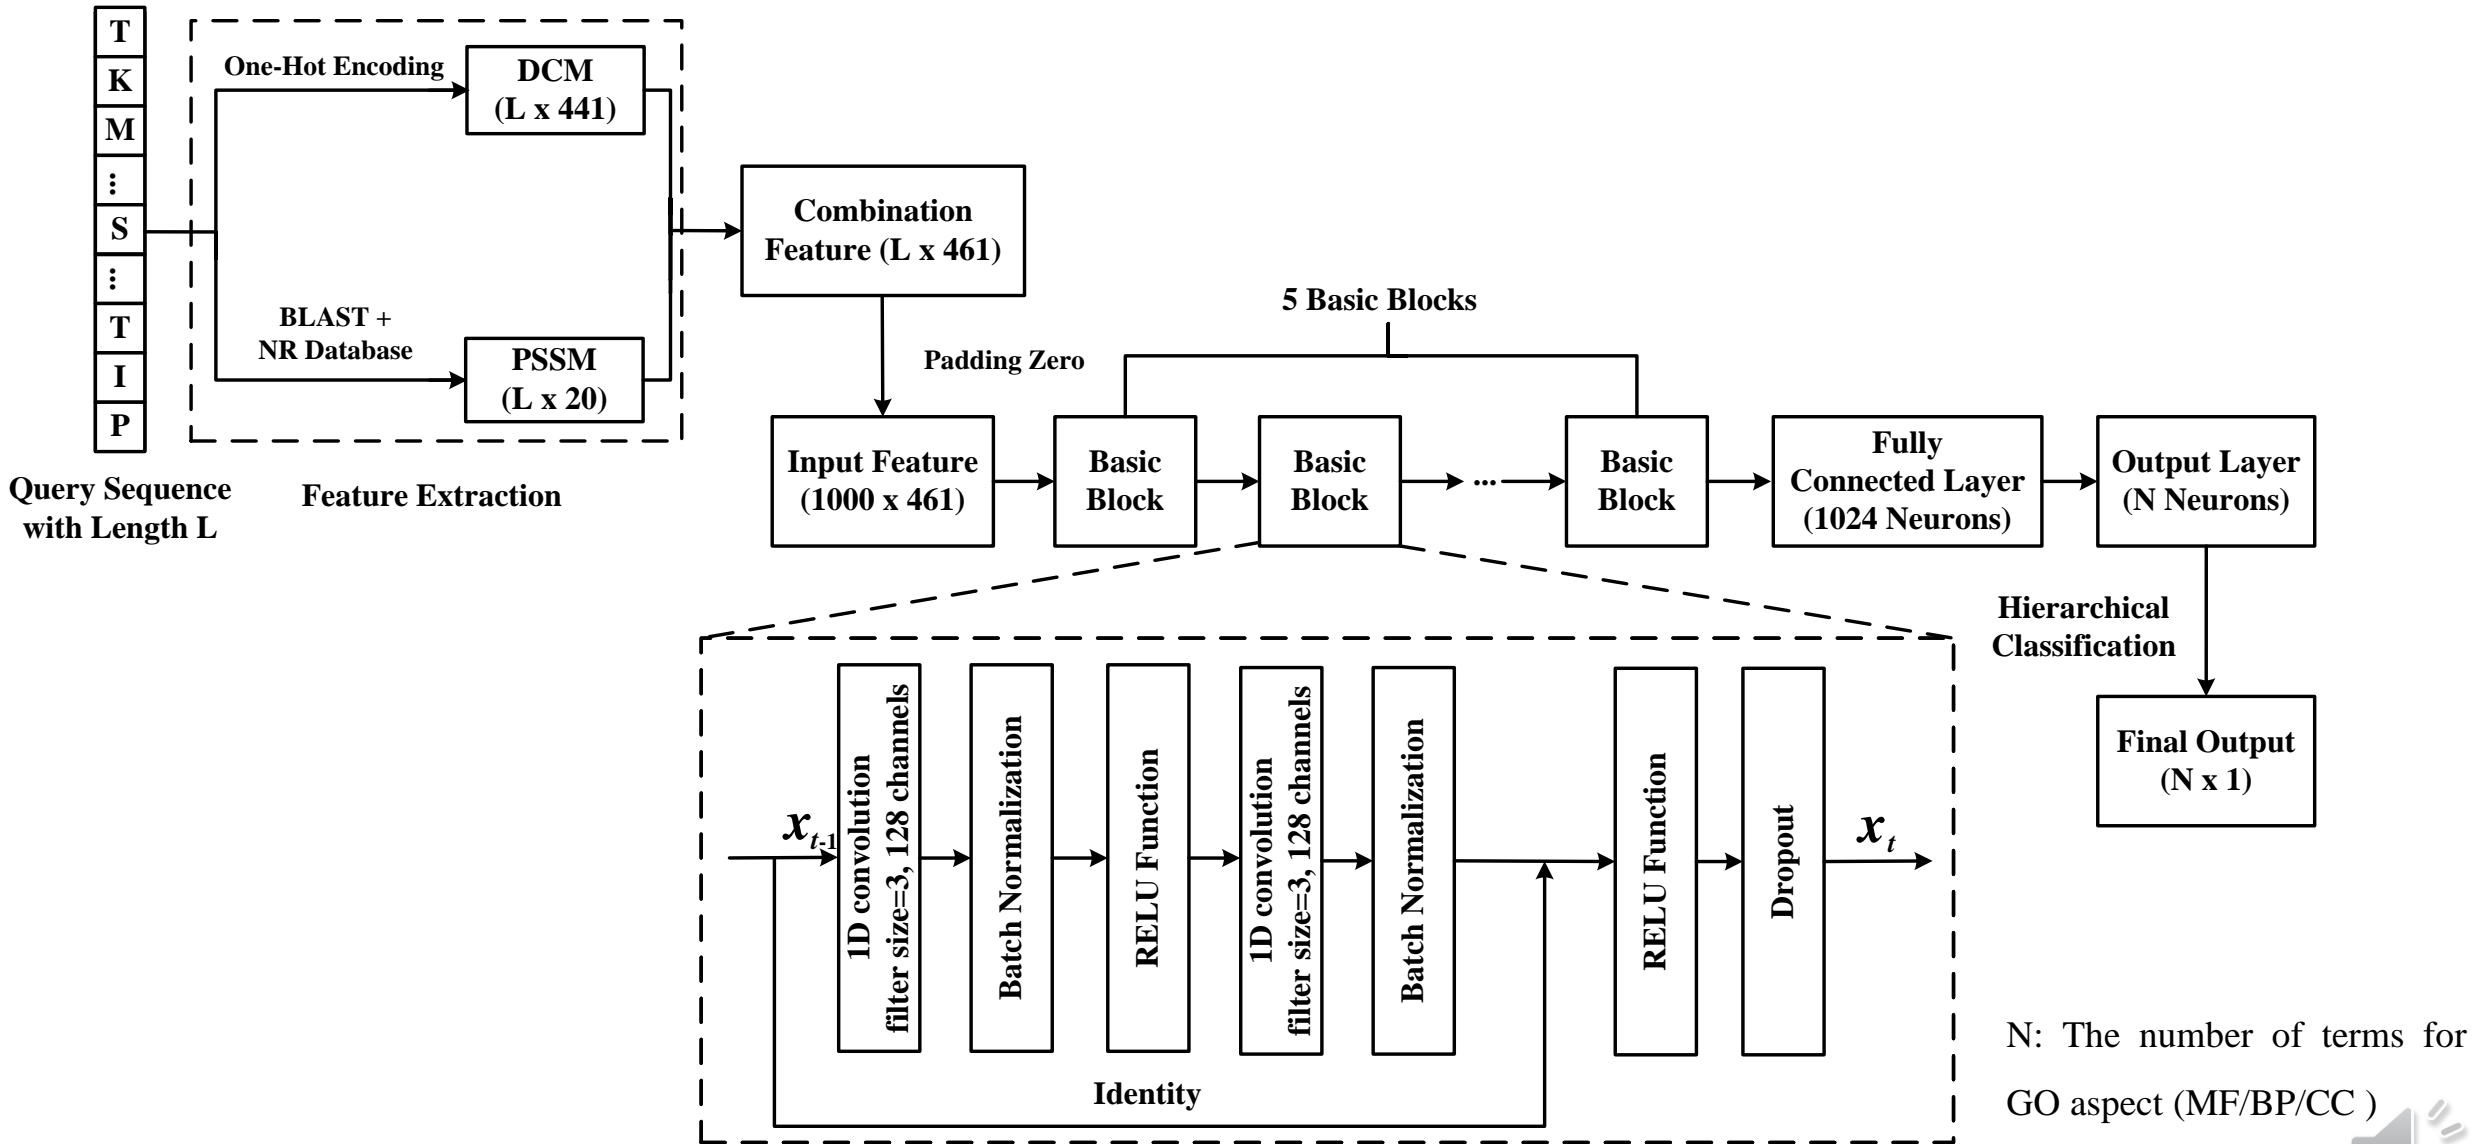 T
K
M
...
S
...
T
I
P
Query Sequence
with Length L
One-Hot Encoding
DCM
(L x 441)
BLAST +
NR Database
PSSM
(L x 20)
Feature Extraction
Combination
Feature (L x 461)
Padding Zero
5 Basic Blocks
Input Feature
(1000 x 461)
Basic
Block
Basic
Block
...
Basic
Block
Fully
Connected Layer
(1024 Neurons)
Output Layer
(N Neurons)
Hierarchical
Classification
Final Output
(N x 1)
x t-1
1D convolution
filter size=3, 128 channels
Batch Normalization
RELU Function
1D convolution
filter size=3, 128 channels
Batch Normalization
RELU Function
Dropout
x t
Identity
N: The number of terms for
GO aspect (MF/BP/CC )